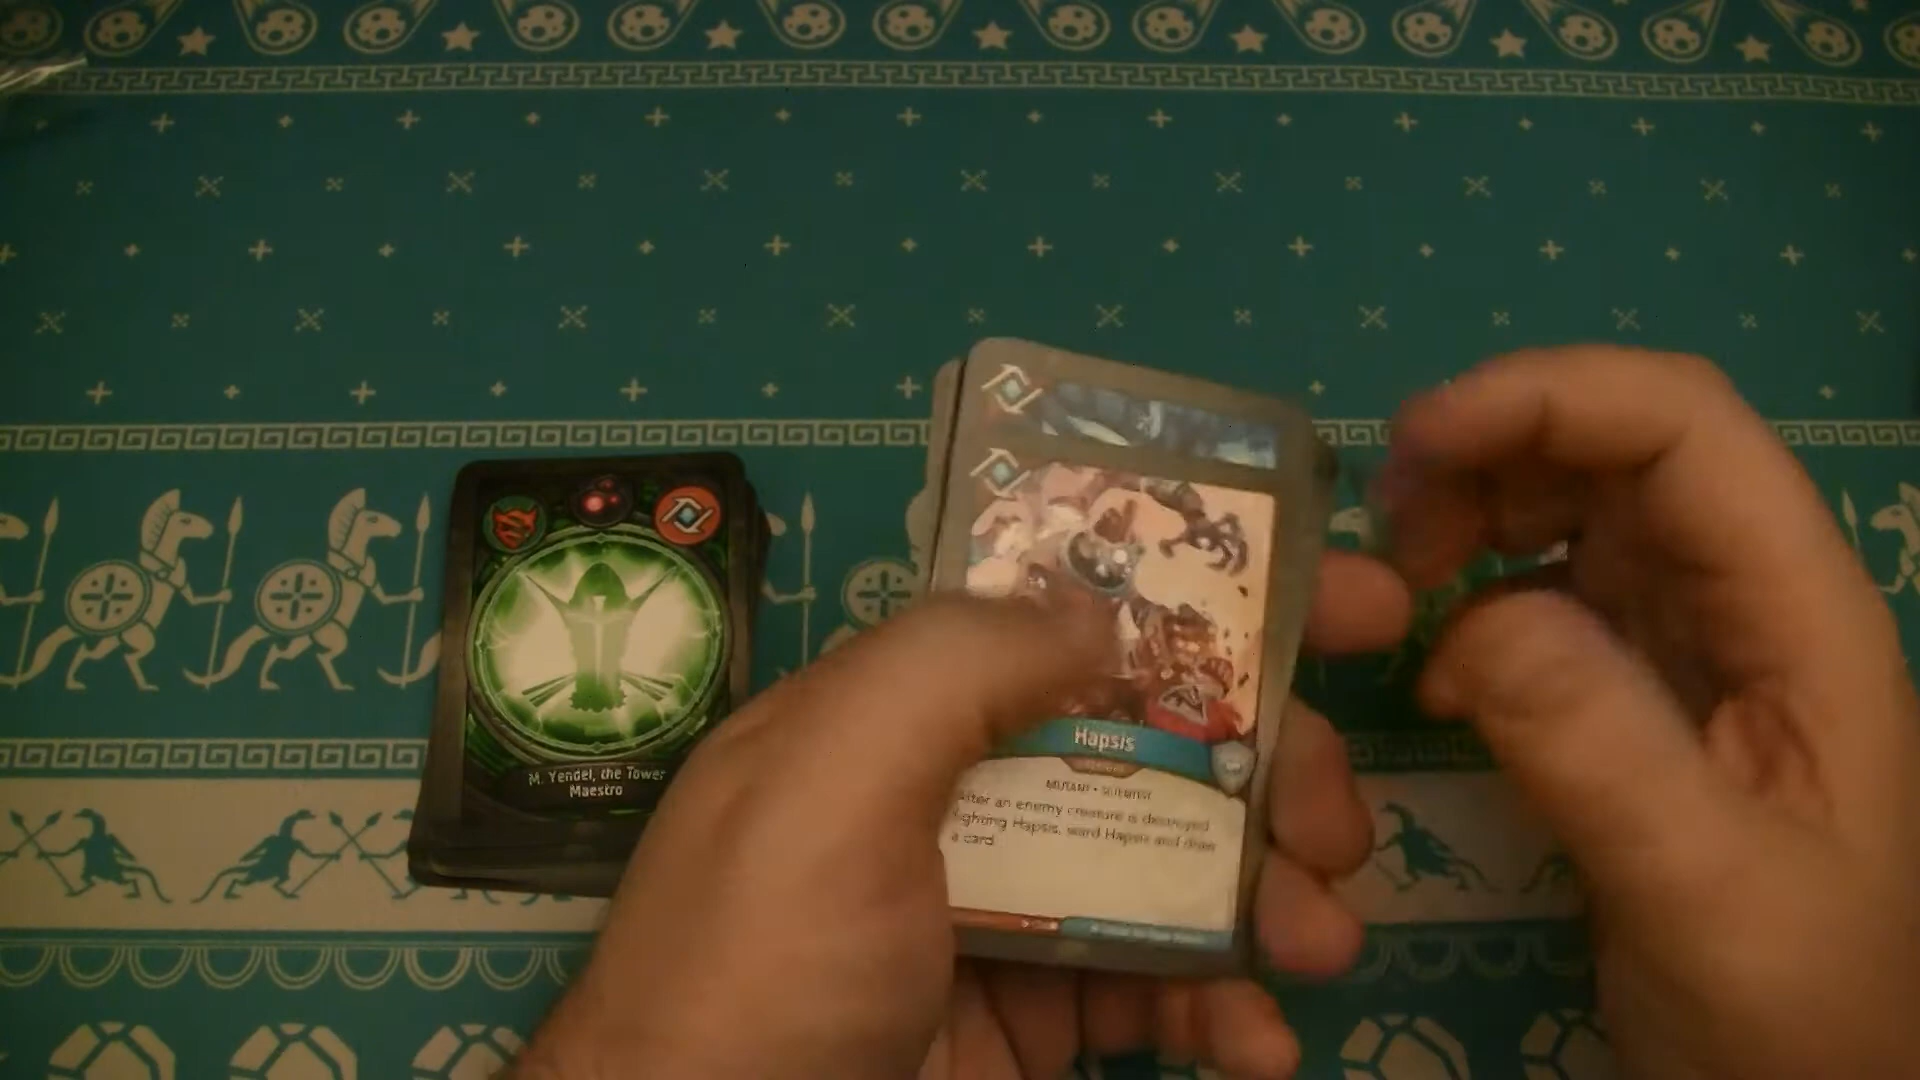 M. Yendel, the Tower
Maestro
Hapsis
MUTANT • SCIENTIST
After an enemy creature is destroyed
fighting Hapsis, ward Hapsis and draw
a card.